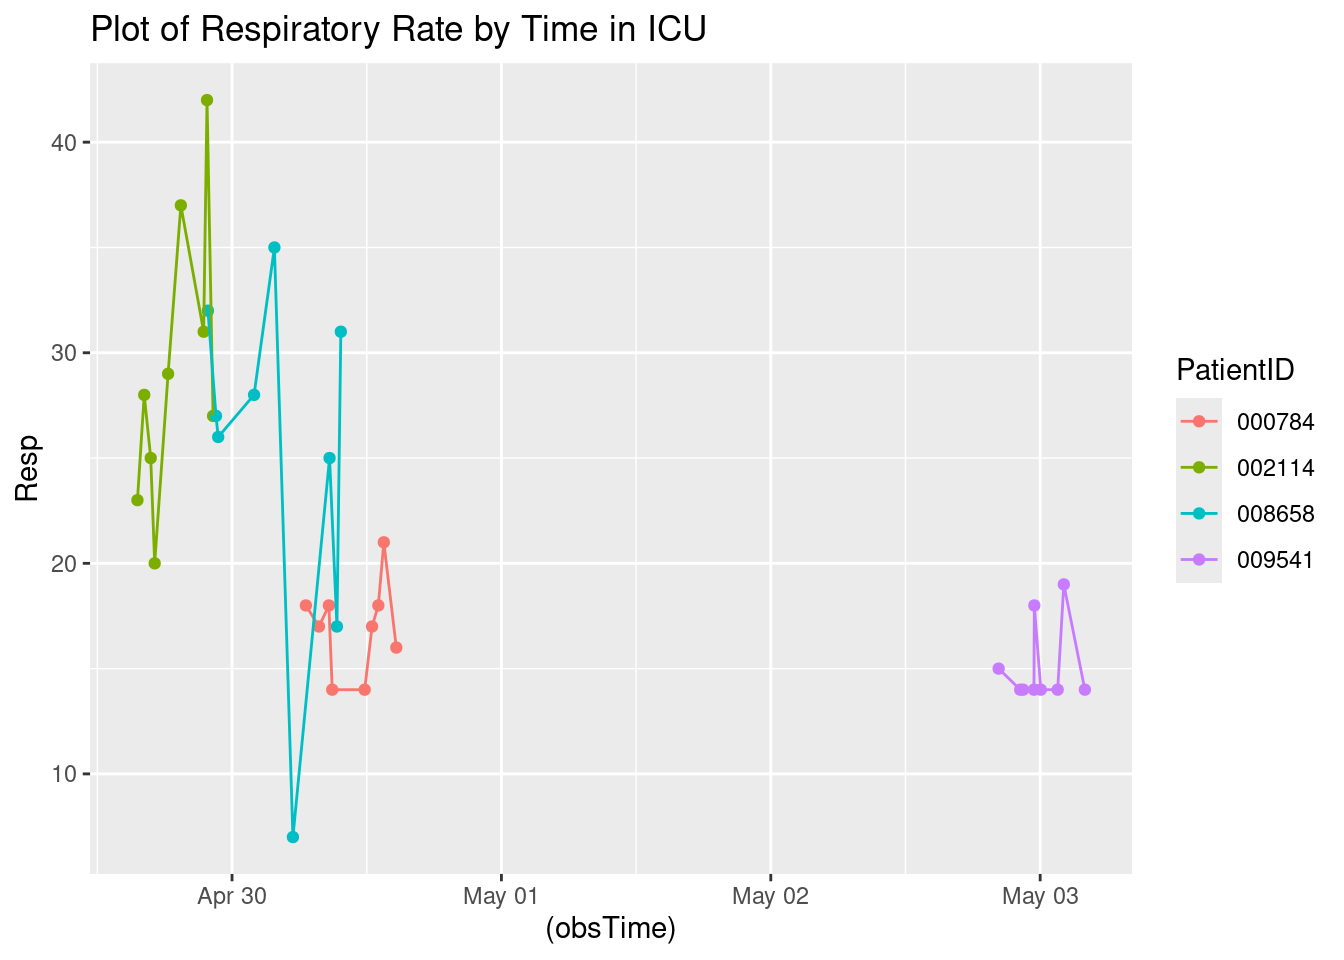 Plot of Respiratory Rate by Time in ICU
40
30
20
10
Resp
Apr 30
May 01
May 02
May 03
(obsTime)
PatientID
000784
002114
008658
009541